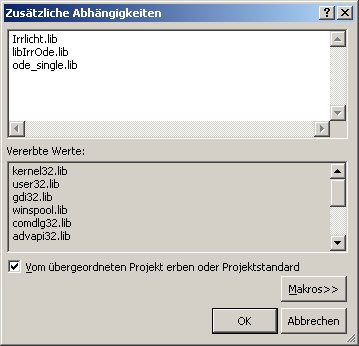 Zusätzliche Abhängigkeiten
Irrlicht.lib
libIrrOde.lib
ode_single.lib
Vererbte Werte:
kernel32.lib
user32.lib
gdi32.lib
winspool.lib
comdlg32.lib
advapi32.lib
Vom übergeordneten Projekt erben oder Projektstandard
Makros>>
OK
Abbrechen